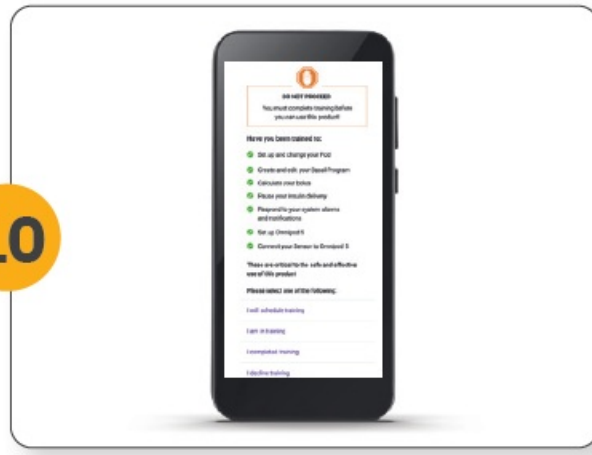 10
DO NOT PROCEED
You must complete training before
you can use this product!
Have you been trained to:
Set up and change your Pod
Create and edit your Basal Program
Calculate your bolus
Pause your insulin delivery
Respond to your system alarms
and notifications
Set up Omnipod 5
Connect your Sensor to Omnipod 5
These are critical to the safe and effective
use of this product
Please select one of the following:
I will schedule training
I am in training
I completed training
I decline training